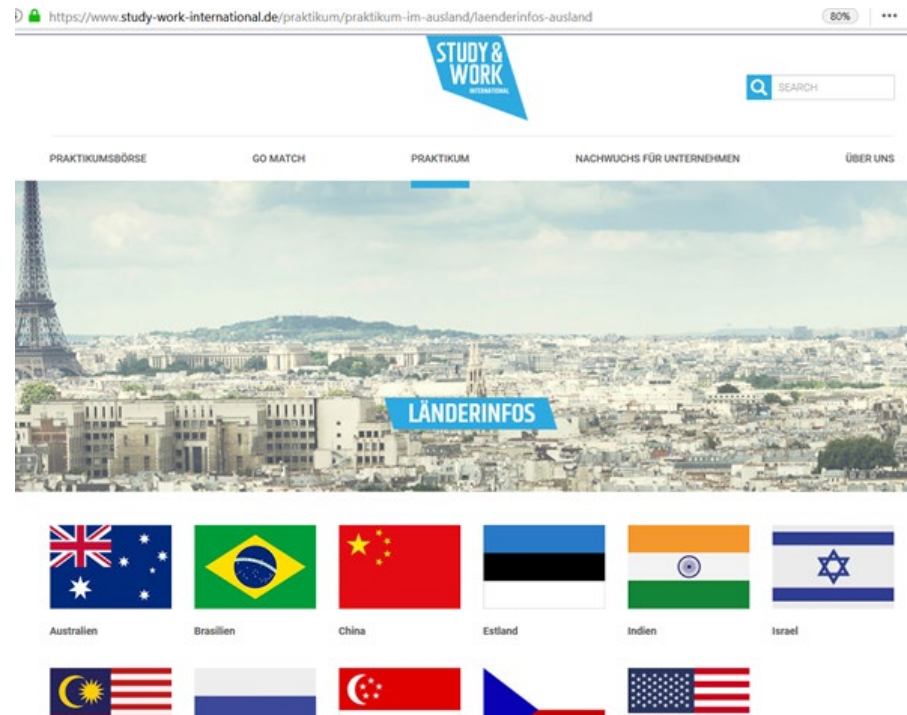 https://www.study-work-international.de/praktikum/praktikum-im-ausland/laenderinfos-ausland
80%
STUDY &
WORK
INTERNATIONAL
SEARCH
PRAKTIKUMSBÖRSE GO MATCH PRAKTIKUM NACHWUCHS FÜR UNTERNEHMEN ÜBER UNS
LÄNDERINFOS
Australien Brasilien China Estland Indien Israel